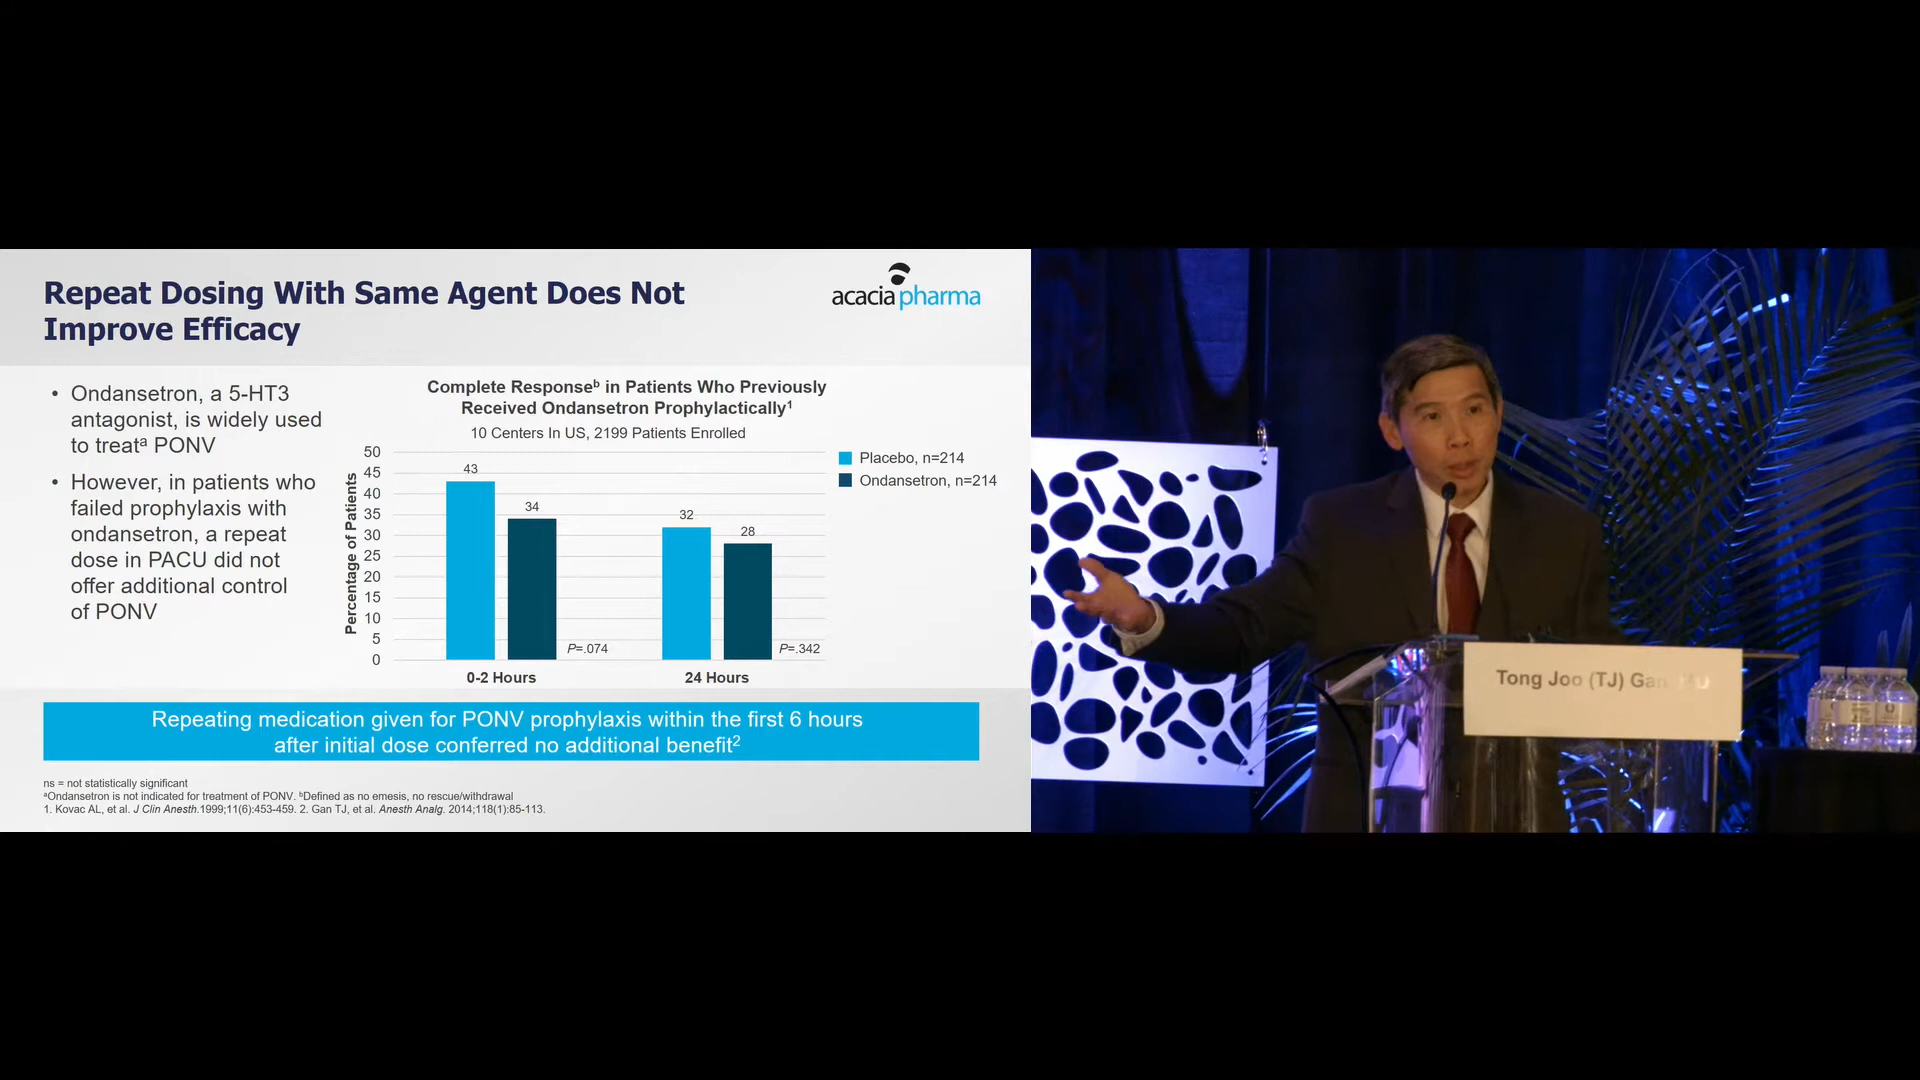 Repeat Dosing With Same Agent Does Not
Improve Efficacy
acacia pharma
• Ondansetron, a 5-HT3
antagonist, is widely used
to treatᵃ PONV
• However, in patients who
failed prophylaxis with
ondansetron, a repeat
dose in PACU did not
offer additional control
of PONV
Complete Responseᵇ in Patients Who Previously
Received Ondansetron Prophylactically¹
10 Centers In US, 2199 Patients Enrolled
Percentage of Patients
50
45
40
35
30
25
20
15
10
5
0
43
34
P=.074
32
28
P=.342
0-2 Hours
24 Hours
Placebo, n=214
Ondansetron, n=214
Repeating medication given for PONV prophylaxis within the first 6 hours
after initial dose conferred no additional benefit²
ns = not statistically significant
ᵃOndansetron is not indicated for treatment of PONV. ᵇDefined as no emesis, no rescue/withdrawal
1. Kovac AL, et al. J Clin Anesth.1999;11(6):453-459. 2. Gan TJ, et al. Anesth Analg. 2014;118(1):85-113.
Tong Joo (TJ) Gan